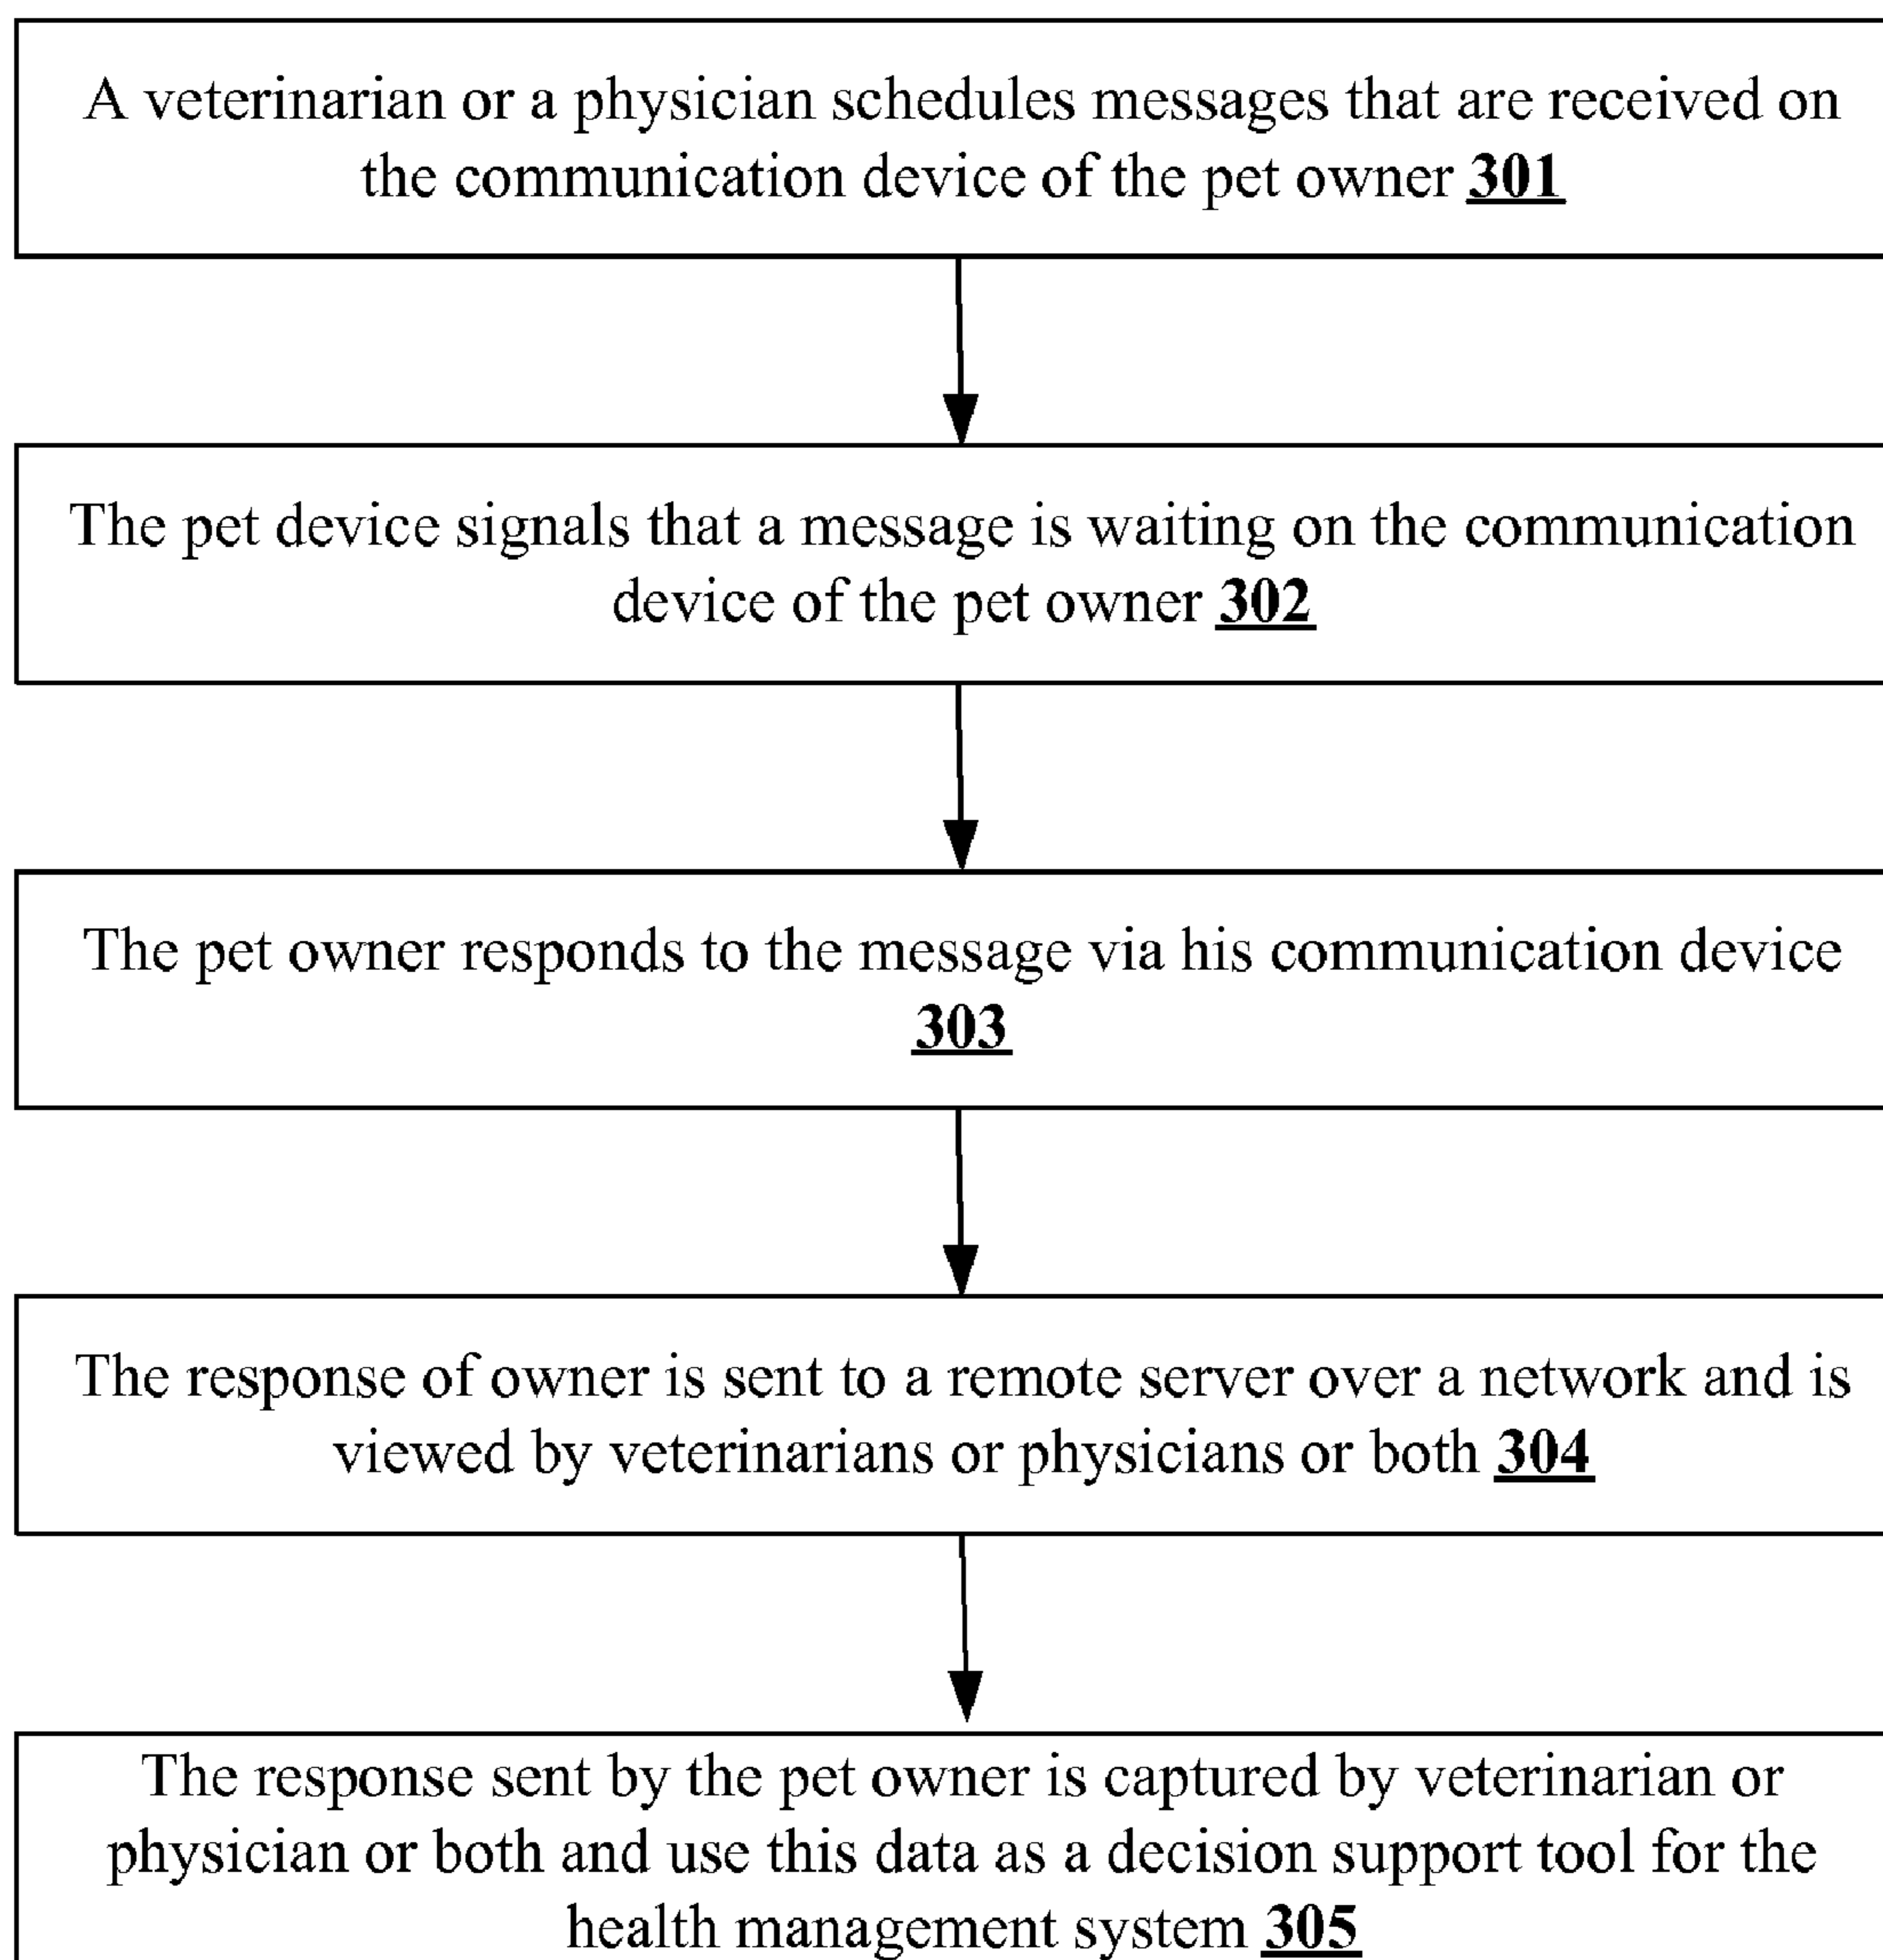 A veterinarian or a physician schedules messages that are received on
the communication device of the pet owner 301
The pet device signals that a message is waiting on the communication
device of the pet owner 302
The pet owner responds to the message via his communication device
303
The response of owner is sent to a remote server over a network and is
viewed by veterinarians or physicians or both 304
The response sent by the pet owner is captured by veterinarian or
physician or both and use this data as a decision support tool for the
health management system 305